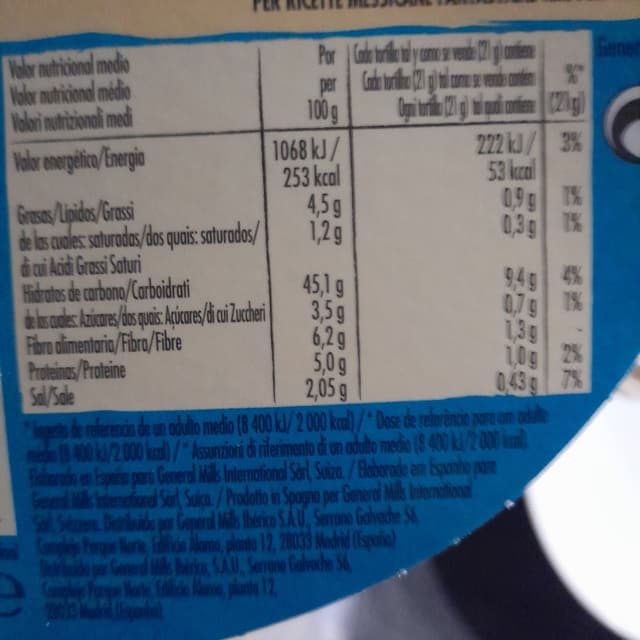 PER RICETTE MESSICANE
Valor nutricional medio
Valor nutricional médio
Valori nutrizionali medi
Por
per
100 g
Cada tortilla tal y como se vende (21 g) contiene
Cada tortilha (21 g) tal como se vende contém
Ogni tortilla (21 g) tal quale contiene
%*
(21g)
Gener
Valor energético/Energia 1068 kJ/ 222 kJ/ 3%
253 kcal 53 kcal
Grasas/Lípidos/Grassi 4,5 g 0,9 g 1%
de las cuales: saturadas/dos quais: saturados/ 1,2 g 0,3 g 1%
di cui Acidi Grassi Saturi
Hidratos de carbono/Carboidrati 45,1 g 9,4 g 4%
de los cuales: Azúcares/dos quais: Açúcares/di cui Zuccheri 3,5 g 0,7 g 1%
Fibra alimentaria/Fibra/Fibre 6,2 g 1,3 g -
Proteínas/Proteine 5,0 g 1,0 g 2%
Sal/Sale 2,05 g 0,43 g 7%
*Ingesta de referencia de un adulto medio (8 400 kJ/ 2 000 kcal) / * Dose de referência para um adulto
médio (8 400 kJ/2 000 kcal) / * Assunzioni di riferimento di un adulto medio (8 400 kJ/2 000 kcal)
Elaborado en España para General Mills International Sàrl, Suiza. / Elaborado em Espanha para
General Mills International Sàrl, Suíça. / Prodotto in Spagna per General Mills International
Sàrl, Svizzera. Distribuido por General Mills Ibérica S.A.U., Serrano Galvache 56,
Complejo Parque Norte, Edificio Álamo, planta 12, 28033 Madrid (España)
Distribuído por General Mills Ibérica, S.A.U., Serrano Galvache 56,
Complejo Parque Norte, Edificio Álamo, planta 12,
28033 Madrid (Espanha)
e